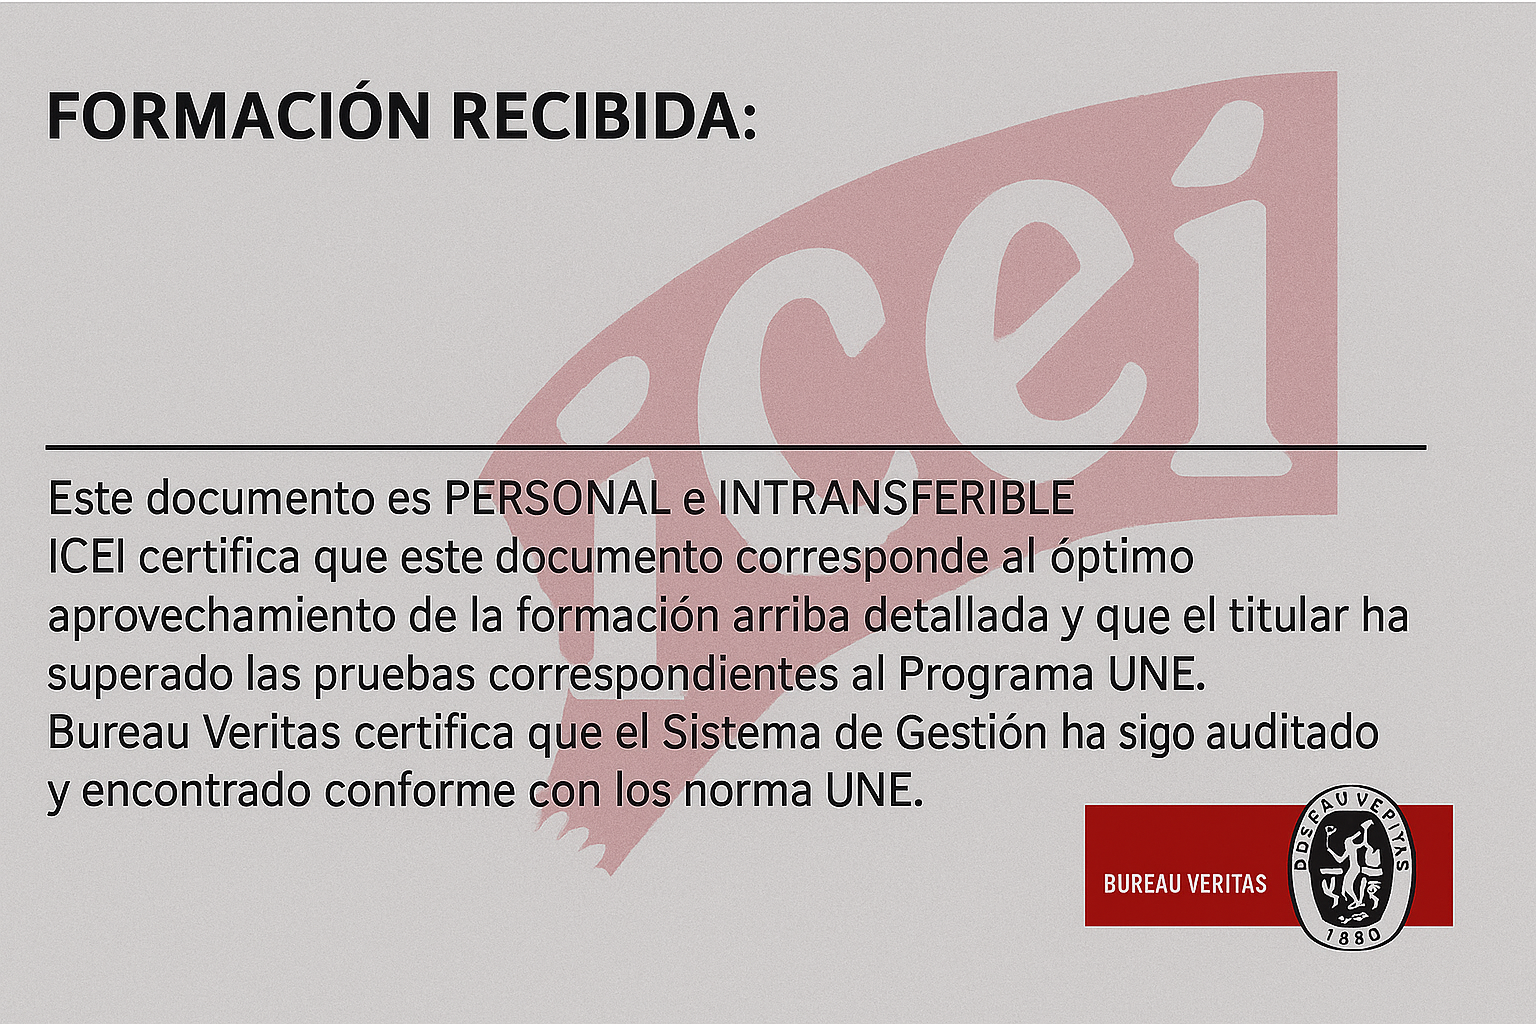 FORMACIÓN RECIBIDA:
icei
Este documento es PERSONAL e INTRANSFERIBLE
ICEI certifica que este documento corresponde al óptimo
aprovechamiento de la formación arriba detallada y que el titular ha
superado las pruebas correspondientes al Programa UNE.
Bureau Veritas certifica que el Sistema de Gestión ha sigo auditado
y encontrado conforme con los norma UNE.
BUREAU VERITAS
1880